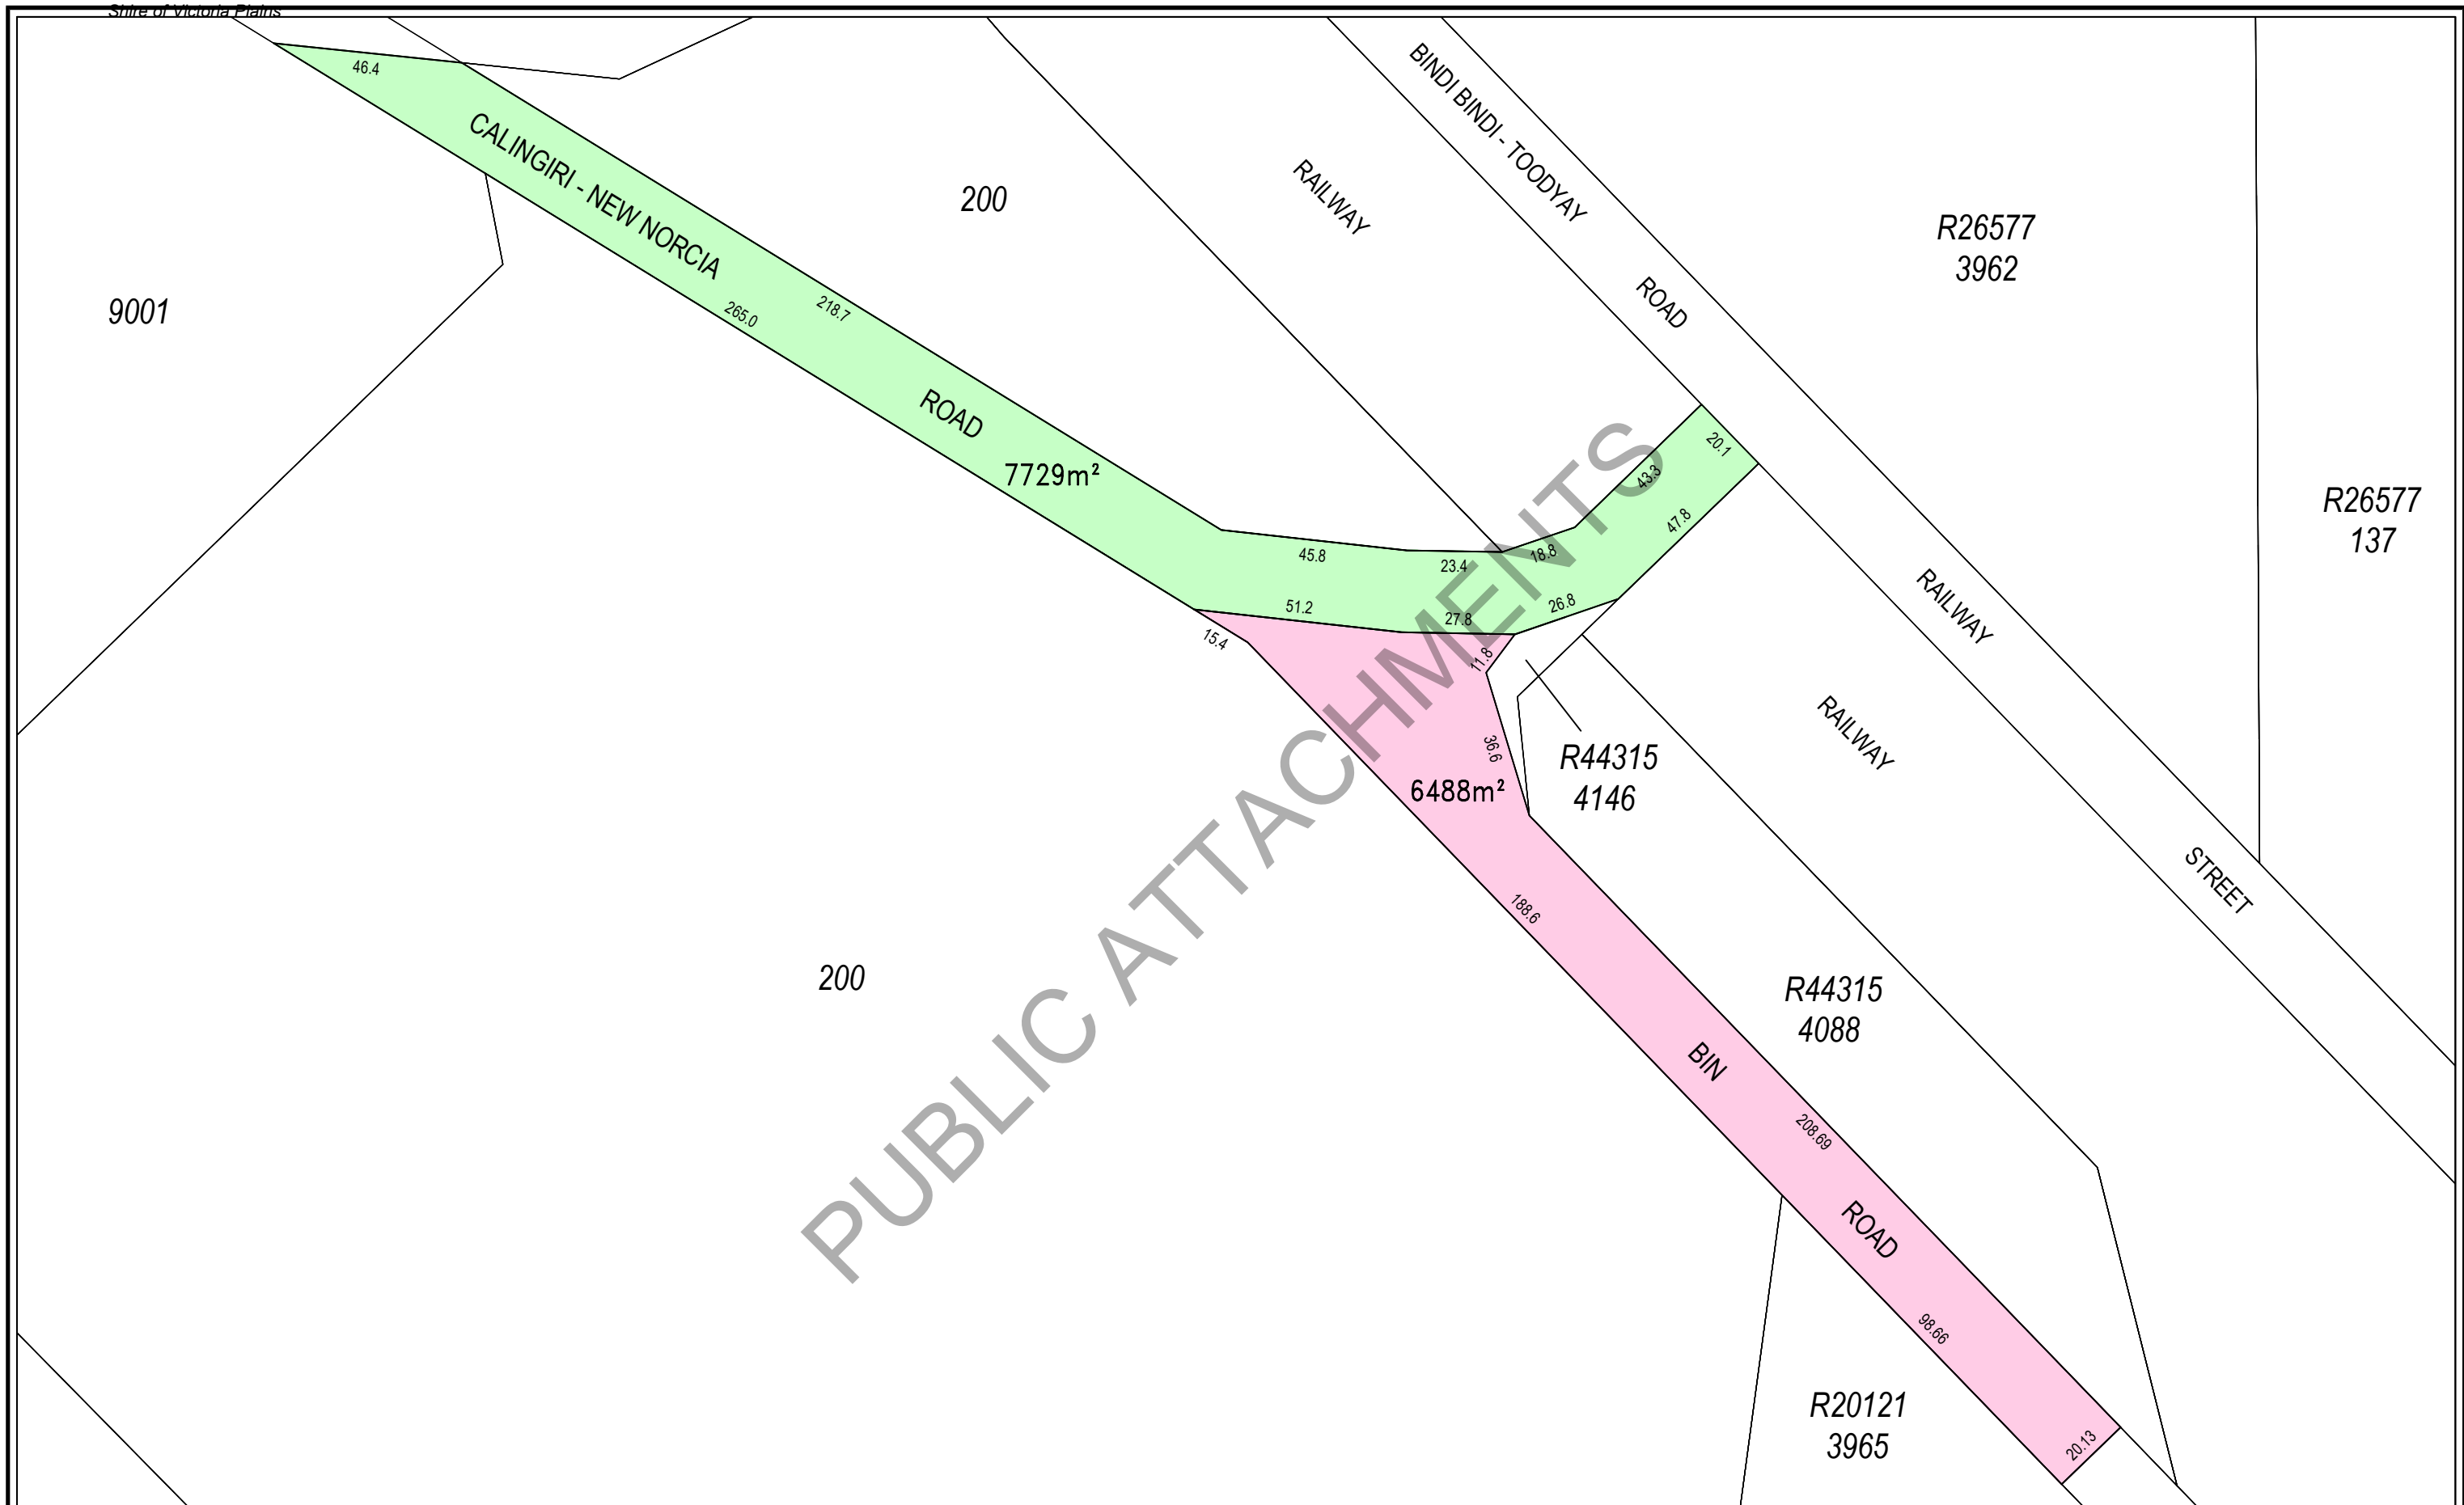 Shire of Victoria Plains
46.4
CALINGIRI - NEW NORCIA
ROAD
265.0
218.7
7729m²
9001
200
RAILWAY
BINDI BINDI - TOODYAY
ROAD
R26577
3962
R26577
137
20.1
43.3
47.8
18.8
45.8
23.4
51.2
27.8
26.8
15.4
11.8
36.6
6488m²
R44315
4146
RAILWAY
RAILWAY
STREET
188.6
200
R44315
4088
BIN
ROAD
208.69
98.66
20.13
R20121
3965
PUBLIC ATTACHMENTS